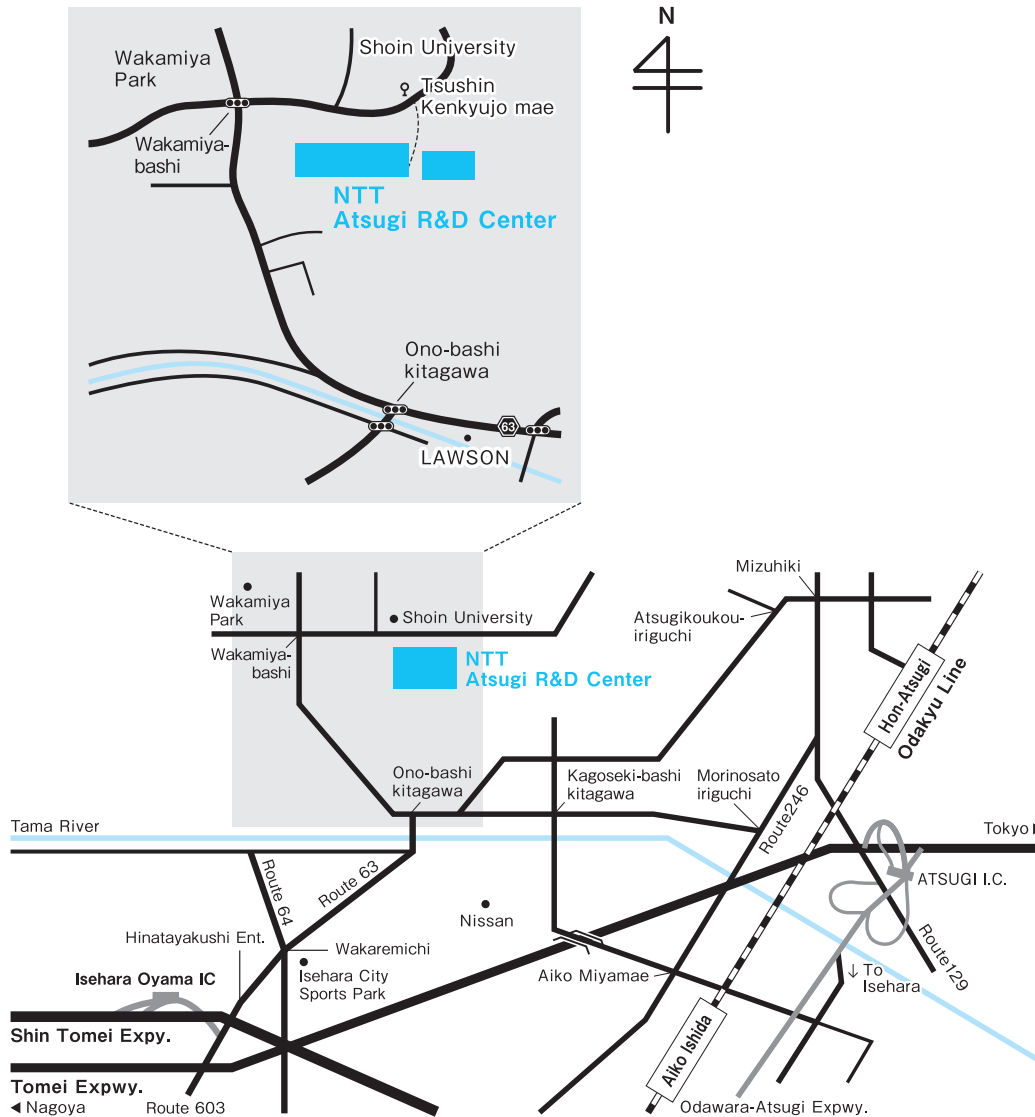 N
Shoin University
Wakamiya
Park
Tisushin
Kenkyujo mae
Wakamiya-
bashi
NTT
Atsugi R&D Center
Ono-bashi
kitagawa
63
LAWSON
Mizuhiki
Wakamiya
Park
Shoin University
Atsugikoukou-
iriguchi
Wakamiya-
bashi
NTT
Atsugi R&D Center
Hon-Atsugi
Odakyu Line
Ono-bashi
kitagawa
Kagoseki-bashi
kitagawa
Morinosato
iriguchi
Route246
Tama River
Tokyo
Route 64
Route 63
ATSUGI I.C.
Nissan
Hinatayakushi Ent.
Wakaremichi
Route129
Isehara Oyama IC
Isehara City
Sports Park
Aiko Miyamae
↓ To
Isehara
Shin Tomei Expy.
Aiko Ishida
Tomei Expwy.
◀ Nagoya
Route 603
Odawara-Atsugi Expwy.